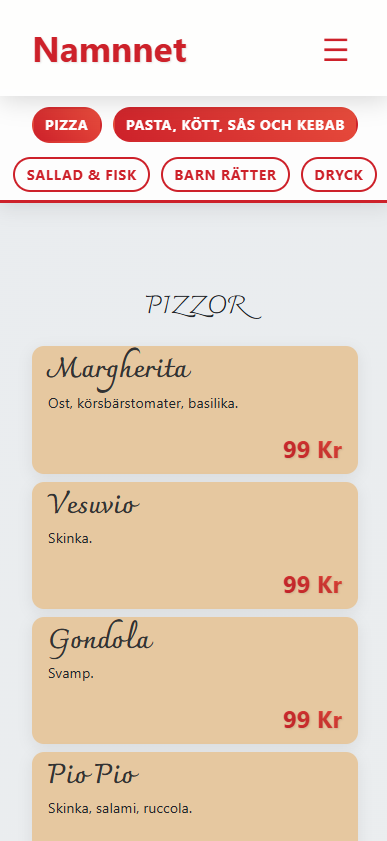 Namnnet
PIZZA
PASTA, KÖTT, SÅS OCH KEBAB
SALLAD & FISK
BARN RÄTTER
DRYCK
PIZZOR
Margherita
Ost, körsbärstomater, basilika.
99 Kr
Vesuvio
Skinka.
99 Kr
Gondola
Svamp.
99 Kr
Pio Pio
Skinka, salami, ruccola.